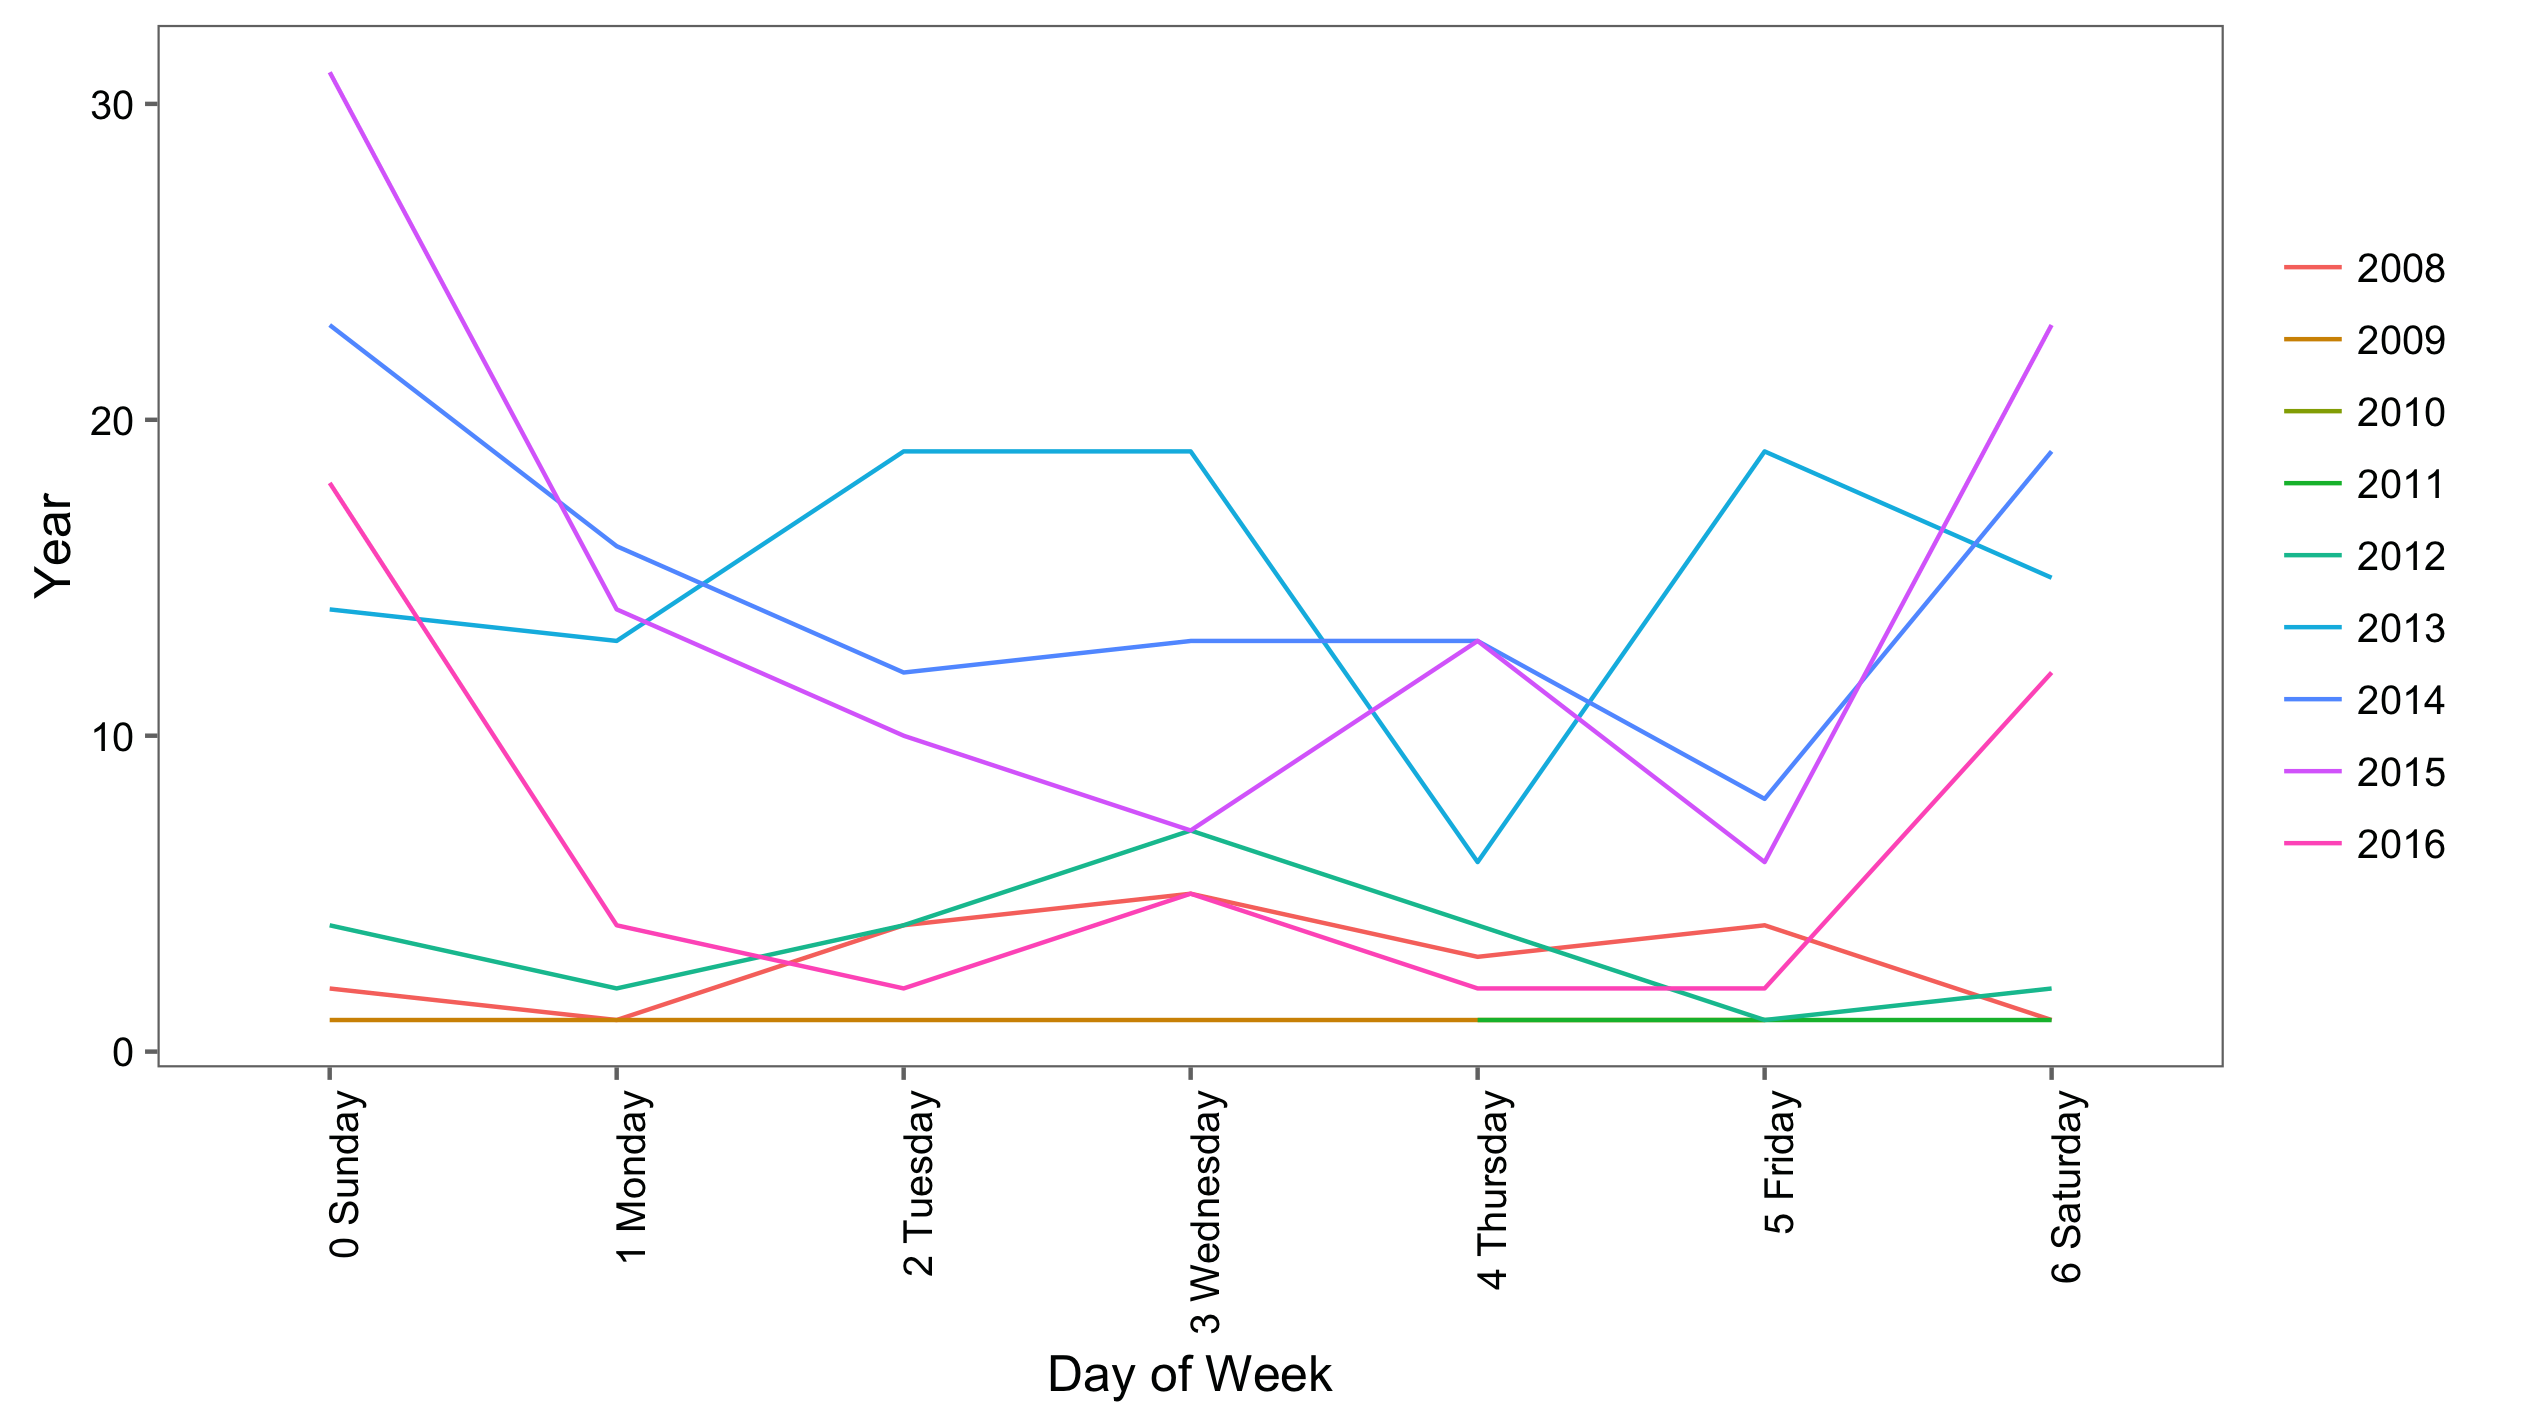 Year
30
20
10
0
0 Sunday
1 Monday
2 Tuesday
3 Wednesday
4 Thursday
5 Friday
6 Saturday
Day of Week
2008
2009
2010
2011
2012
2013
2014
2015
2016